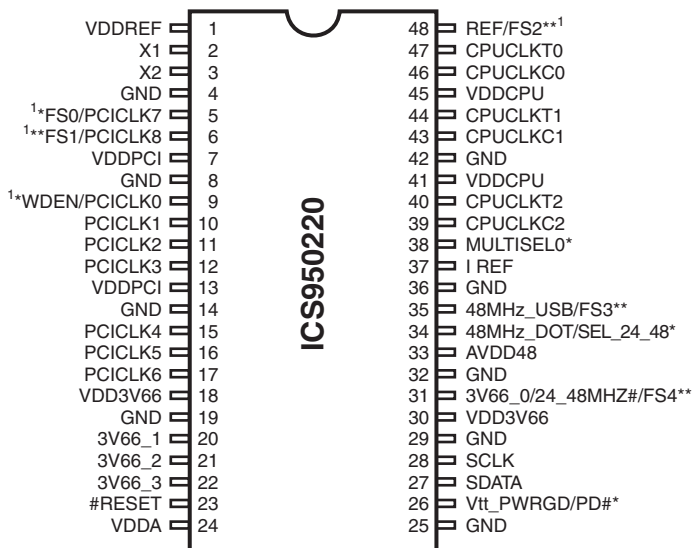 VDDREF 1 48 REF/FS2**1
X1 2 47 CPUCLKT0
X2 3 46 CPUCLKC0
GND 4 45 VDDCPU
1*FS0/PCICLK7 5 44 CPUCLKT1
1**FS1/PCICLK8 6 43 CPUCLKC1
VDDPCI 7 42 GND
GND 8 41 VDDCPU
1*WDEN/PCICLK0 9 40 CPUCLKT2
PCICLK1 10 39 CPUCLKC2
PCICLK2 11 38 MULTISEL0*
PCICLK3 12 37 I REF
VDDPCI 13 36 GND
GND 14 35 48MHz_USB/FS3**
PCICLK4 15 34 48MHz_DOT/SEL_24_48*
PCICLK5 16 33 AVDD48
PCICLK6 17 32 GND
VDD3V66 18 31 3V66_0/24_48MHZ#/FS4**
GND 19 30 VDD3V66
3V66_1 20 29 GND
3V66_2 21 28 SCLK
3V66_3 22 27 SDATA
#RESET 23 26 Vtt_PWRGD/PD#*
VDDA 24 25 GND
ICS950220